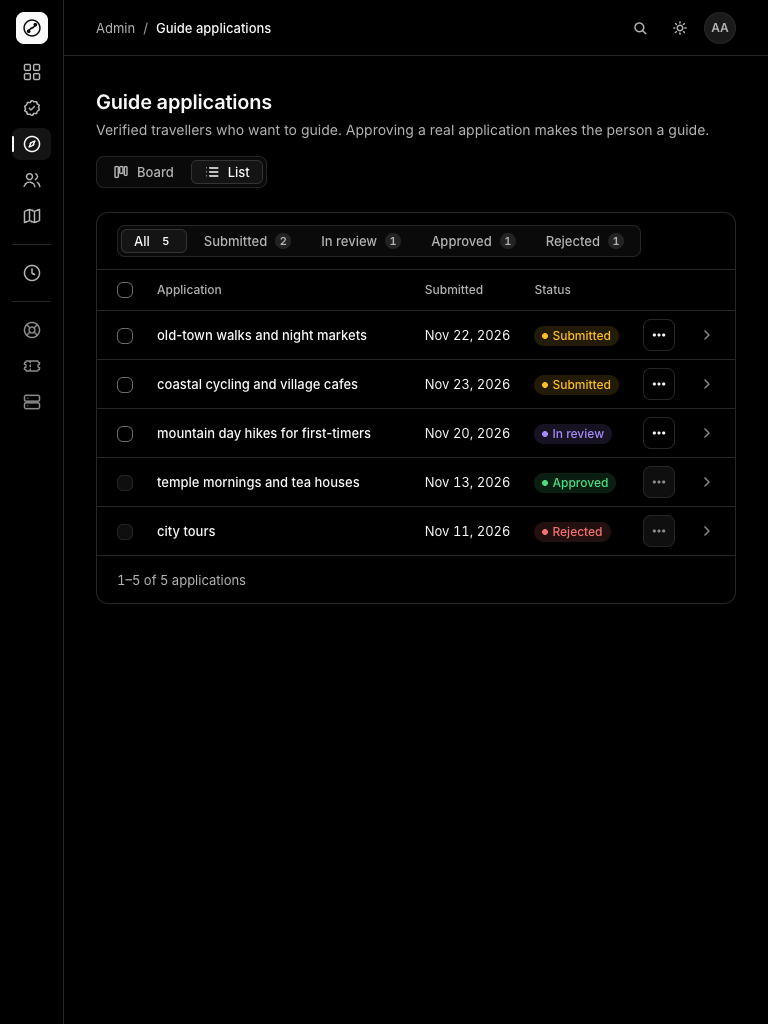 Admin / Guide applications
AA
Guide applications
Verified travellers who want to guide. Approving a real application makes the person a guide.
Board List
All 5 Submitted 2 In review 1 Approved 1 Rejected 1
Application Submitted Status
old-town walks and night markets Nov 22, 2026 Submitted
coastal cycling and village cafes Nov 23, 2026 Submitted
mountain day hikes for first-timers Nov 20, 2026 In review
temple mornings and tea houses Nov 13, 2026 Approved
city tours Nov 11, 2026 Rejected
1–5 of 5 applications